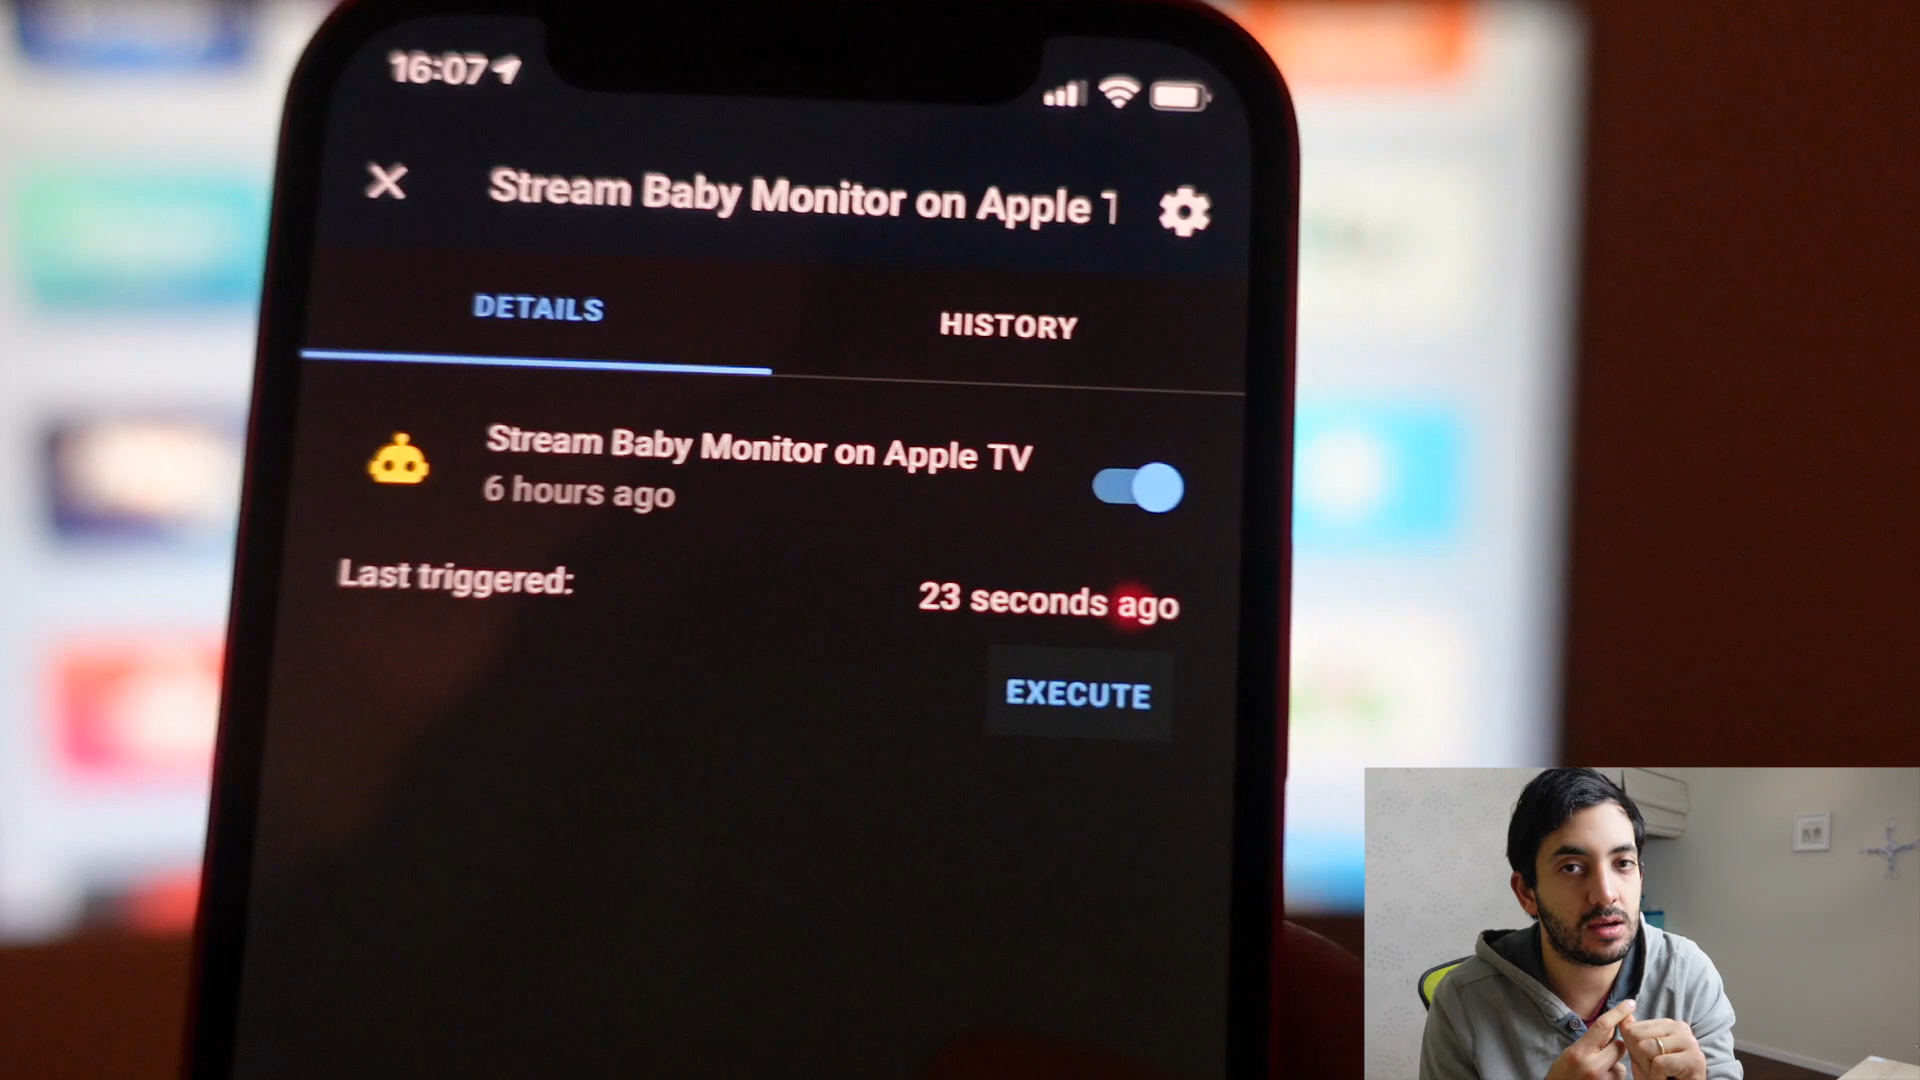 16:07
Stream Baby Monitor on Apple T
DETAILS
HISTORY
Stream Baby Monitor on Apple TV
6 hours ago
Last triggered:
23 seconds ago
EXECUTE